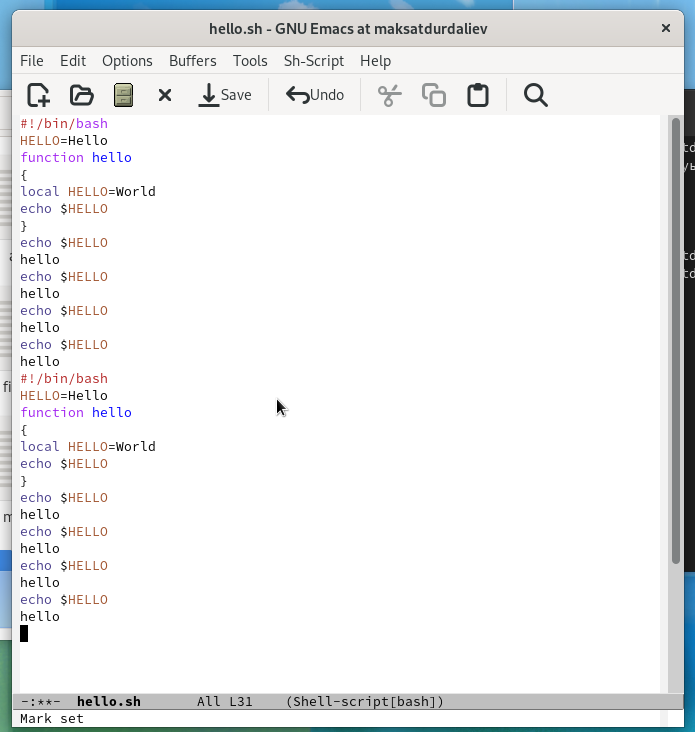 hello.sh - GNU Emacs at maksatdurdaliev
File Edit Options Buffers Tools Sh-Script Help
Save Undo
#!/bin/bash
HELLO=Hello
function hello
{
local HELLO=World
echo $HELLO
}
echo $HELLO
hello
echo $HELLO
hello
echo $HELLO
hello
echo $HELLO
hello
#!/bin/bash
HELLO=Hello
function hello
{
local HELLO=World
echo $HELLO
}
echo $HELLO
hello
echo $HELLO
hello
echo $HELLO
hello
echo $HELLO
hello
-:**- hello.sh All L31 (Shell-script[bash])
Mark set